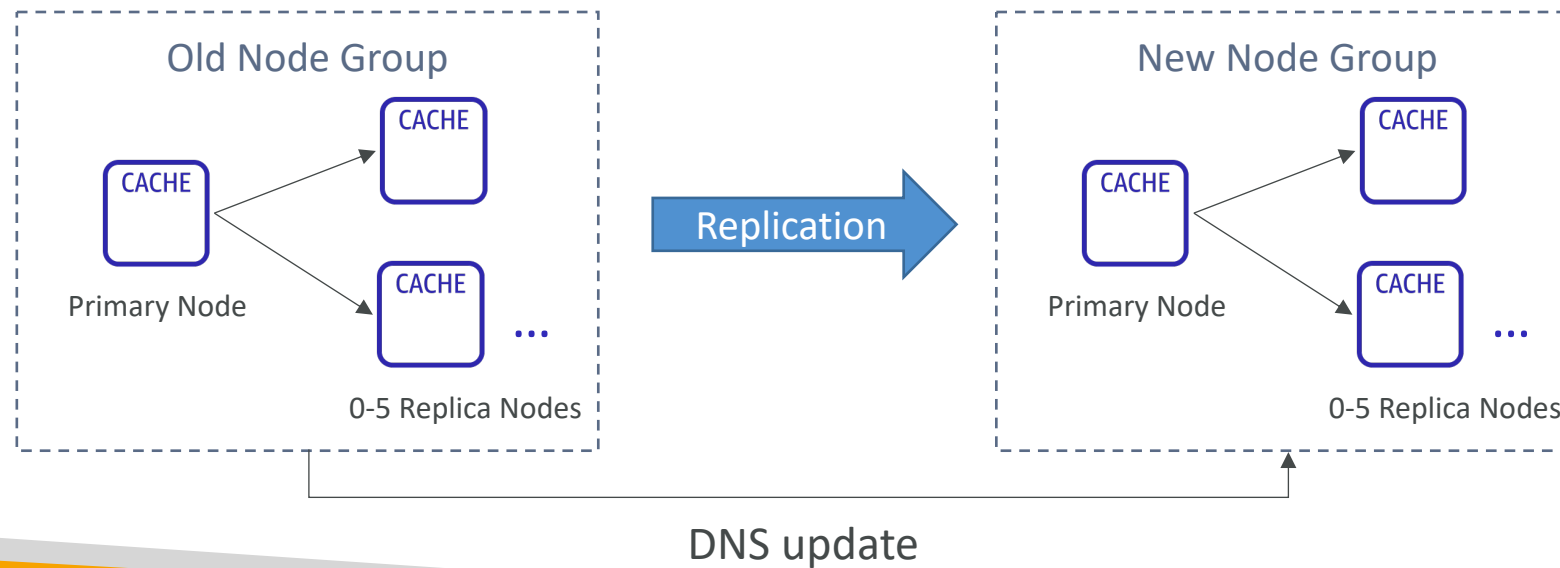 Old Node Group
CACHE
CACHE
Primary Node
CACHE
...
0-5 Replica Nodes
Replication
New Node Group
CACHE
CACHE
Primary Node
CACHE
...
0-5 Replica Nodes
DNS update